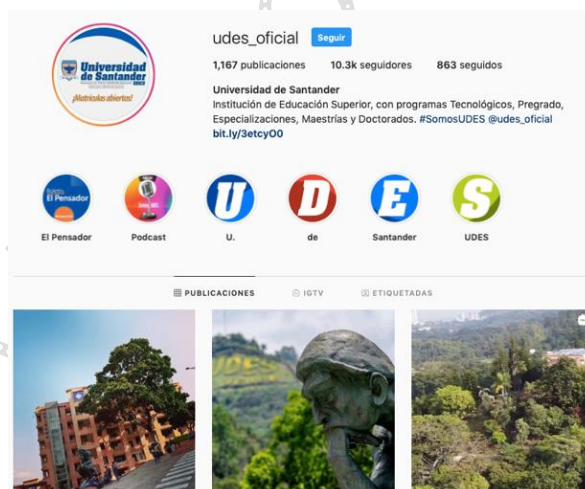 Universidad
de Santander
UDES
¡Matrículas abiertas!
udes_oficial Seguir
1,167 publicaciones 10.3k seguidores 863 seguidos
Universidad de Santander
Institución de Educación Superior, con programas Tecnológicos, Pregrado,
Especializaciones, Maestrías y Doctorados. #SomosUDES @udes_oficial
bit.ly/3etcyO0
El Pensador
U D E S
El Pensador Podcast U. de Santander UDES
PUBLICACIONES IGTV ETIQUETADAS